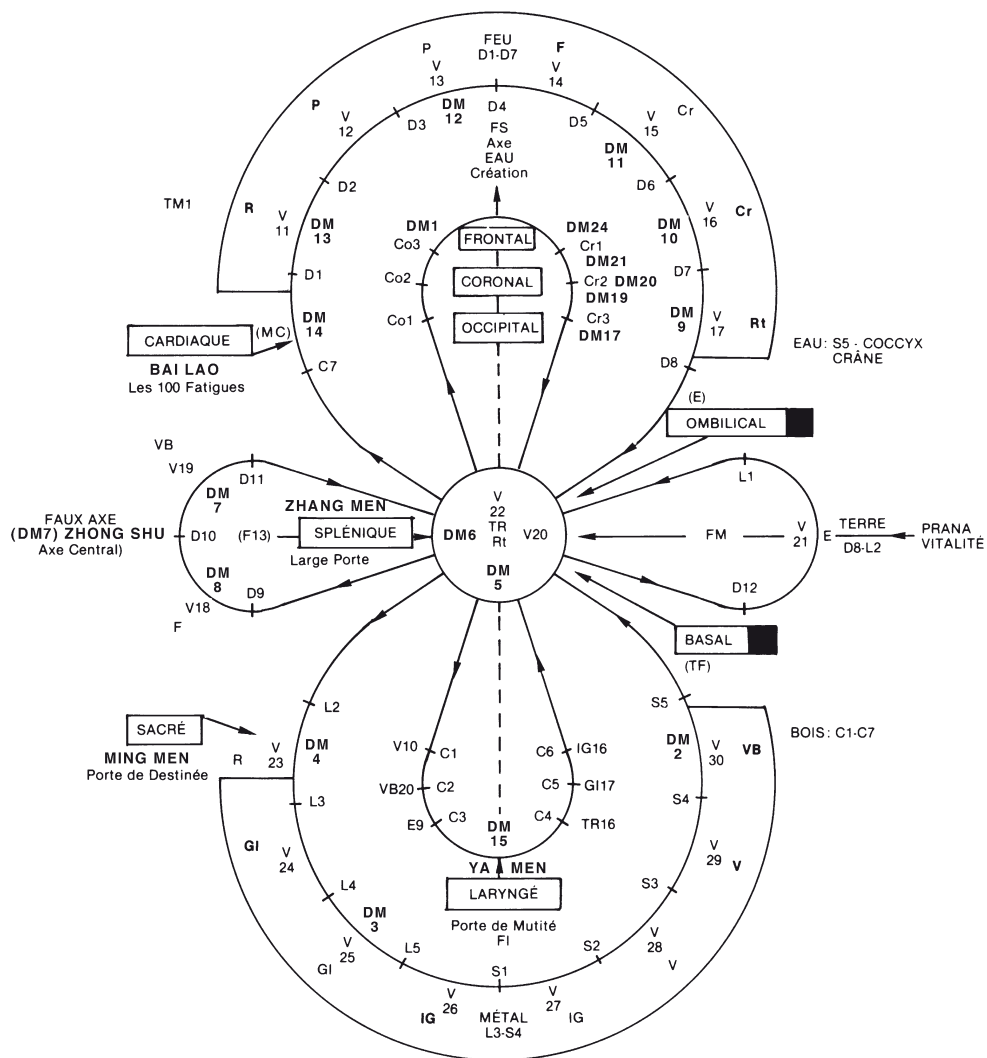 FEU
D1-D7
P
V
13
F
V
14
P
V
12
DM
12
D3
D4
D5
V
15
Cr
FS
Axe
EAU
Création
DM
11
D2
D6
TM1
R
V
11
DM
13
DM1
Co3
FRONTAL
DM24
Cr1
DM21
DM
10
V
16
Cr
D1
Co2
CORONAL
Cr2 DM20
DM19
D7
DM
14
Co1
OCCIPITAL
Cr3
DM17
DM
9
V
17
Rt
CARDIAQUE
(MC)
BAI LAO
Les 100 Fatigues
C7
D8
EAU: S5 - COCCYX
CRÂNE
(E)
OMBILICAL
VB
V19
D11
DM
7
L1
ZHANG MEN
FAUX AXE
(DM7) ZHONG SHU
Axe Central)
D10
(F13)
SPLÉNIQUE
Large Porte
DM6
V
22
TR
Rt
V20
DM
5
FM
V
21
E
TERRE
D8-L2
PRANA
VITALITÉ
DM
8
D9
V18
F
D12
BASAL
(TF)
SACRÉ
MING MEN
Porte de Destinée
R
V
23
L2
DM
4
L3
S5
DM
2
V
30
VB
BOIS: C1-C7
V10
C1
C6
IG16
VB20
C2
C5
GI17
E9
C3
C4
TR16
DM
15
S4
GI
V
24
L4
YA MEN
LARYNGÉ
Porte de Mutité
FI
S3
V
29
V
DM
3
V
25
GI
L5
S1
S2
V
28
V
IG
V
26
MÉTAL
L3-S4
V
27
IG